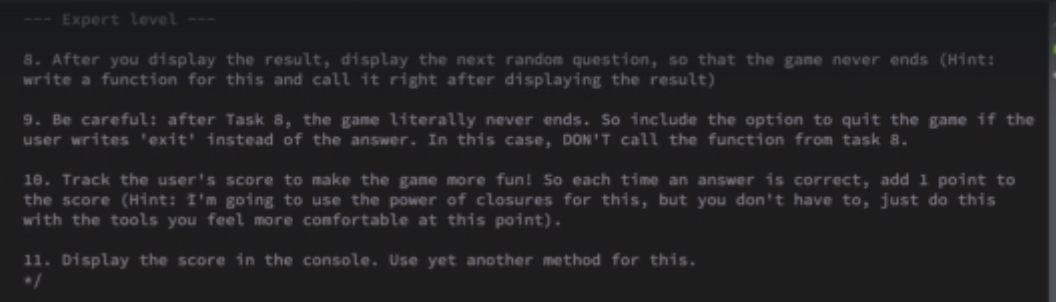 --- Expert level ---
8. After you display the result, display the next random question, so that the game never ends (Hint:
write a function for this and call it right after displaying the result)
9. Be careful: after Task 8, the game literally never ends. So include the option to quit the game if the
user writes 'exit' instead of the answer. In this case, DON'T call the function from task 8.
10. Track the user's score to make the game more fun! So each time an answer is correct, add 1 point to
the score (Hint: I'm going to use the power of closures for this, but you don't have to, just do this
with the tools you feel more comfortable at this point).
11. Display the score in the console. Use yet another method for this.
*/